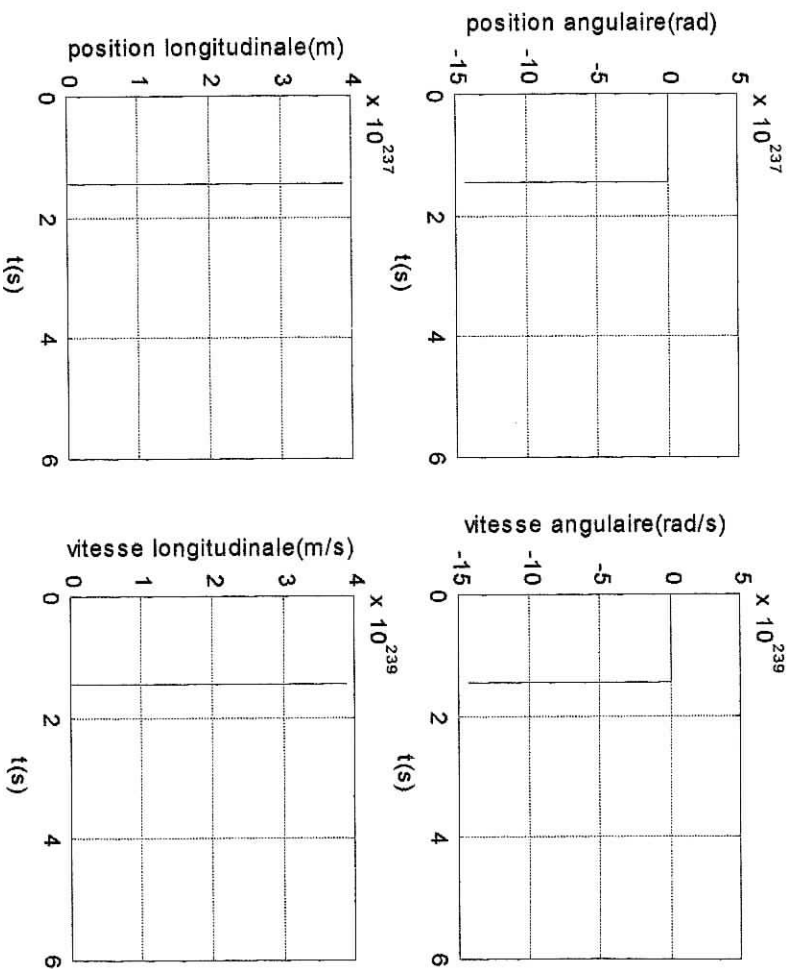 x 10^237
5
0
-5
-10
-15
position angulaire(rad)
0 2 4 6
t(s)
x 10^239
5
0
-5
-10
-15
vitesse angulaire(rad/s)
0 2 4 6
t(s)
x 10^237
4
3
2
1
0
position longitudinale(m)
0 2 4 6
t(s)
x 10^239
4
3
2
1
0
vitesse longitudinale(m/s)
0 2 4 6
t(s)